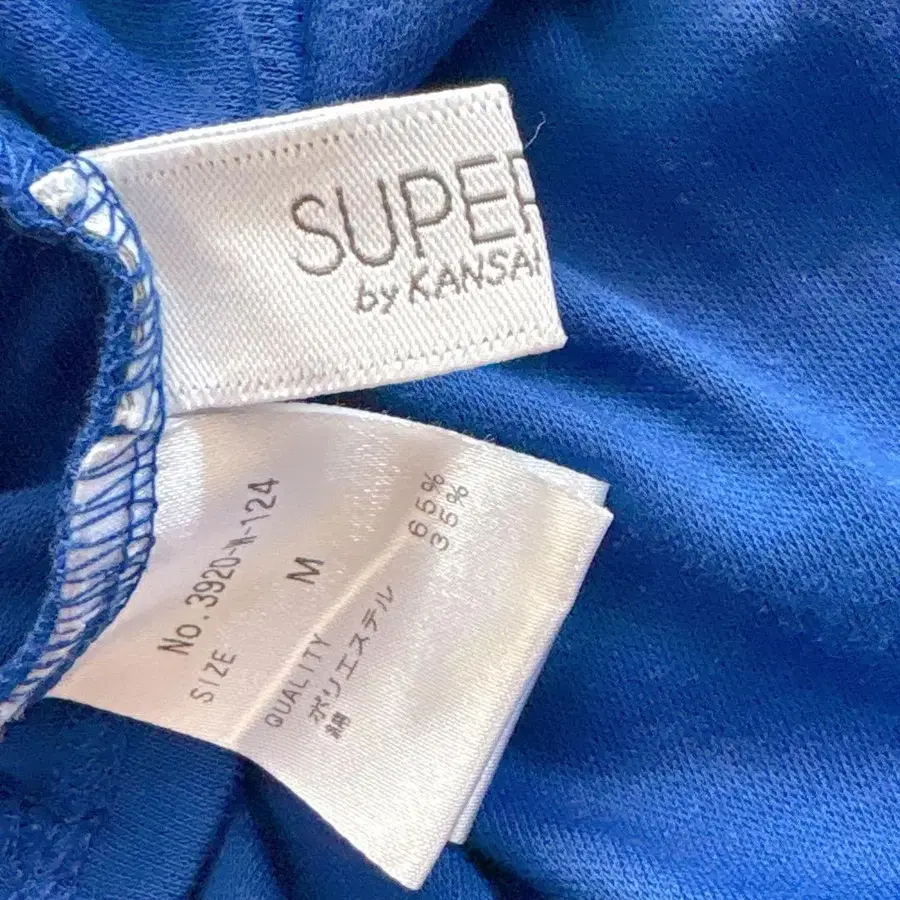 SUPER
by KANSAI
No.3920-W-124
SIZE M
QUALITY
ポリエステル 65%
綿 35%